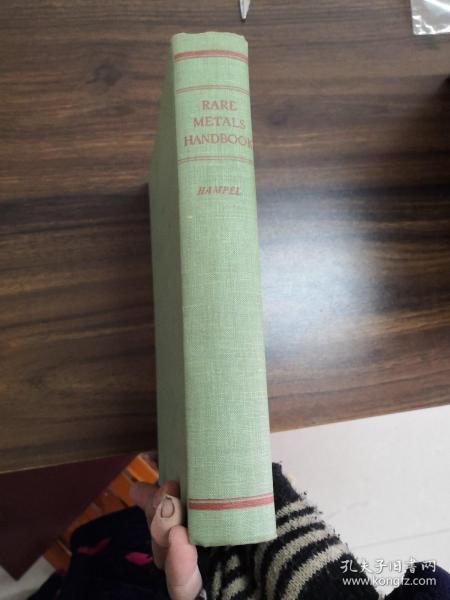 RARE
METALS
HANDBOOK
HAMPEL
孔夫子旧书网
www.kongfz.com